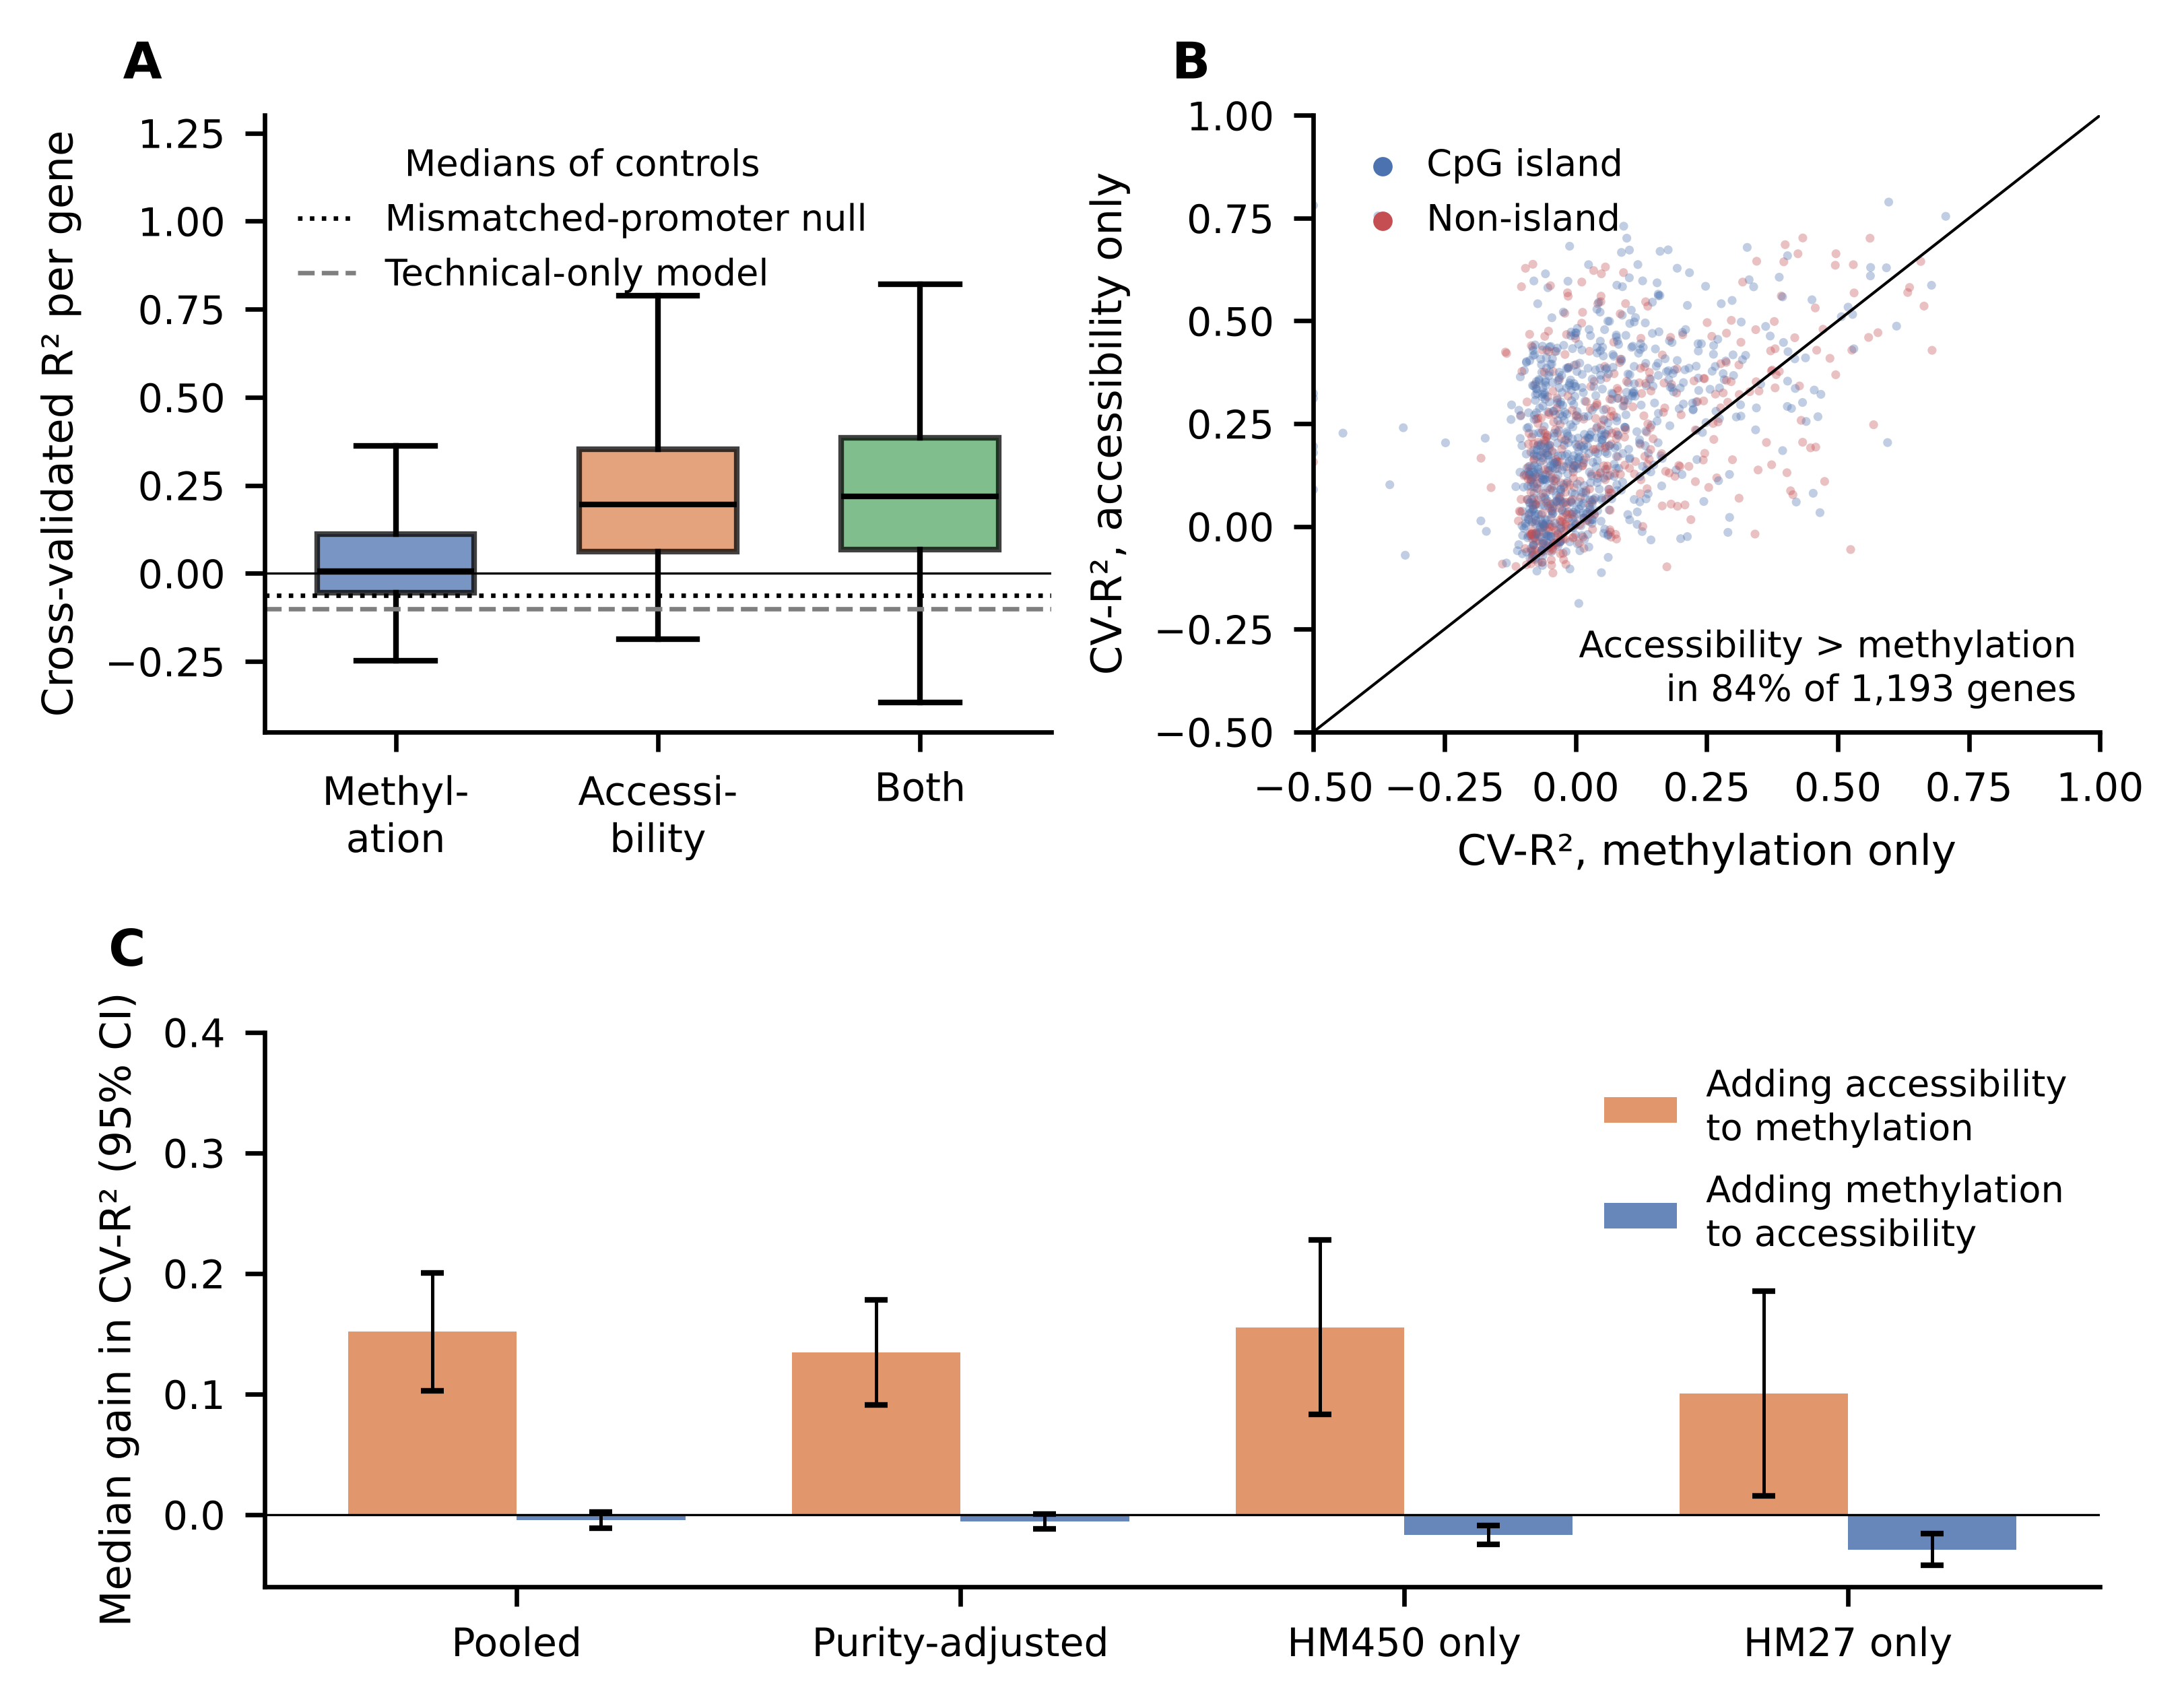 A
Cross-validated R² per gene
1.25
1.00
0.75
0.50
0.25
0.00
−0.25
Medians of controls
Mismatched-promoter null
Technical-only model
Methyl-
ation
Accessi-
bility
Both
B
CV-R², accessibility only
1.00
0.75
0.50
0.25
0.00
−0.25
−0.50
CpG island
Non-island
Accessibility > methylation
in 84% of 1,193 genes
−0.50 −0.25 0.00 0.25 0.50 0.75 1.00
CV-R², methylation only
C
Median gain in CV-R² (95% CI)
0.4
0.3
0.2
0.1
0.0
Adding accessibility
to methylation
Adding methylation
to accessibility
Pooled Purity-adjusted HM450 only HM27 only